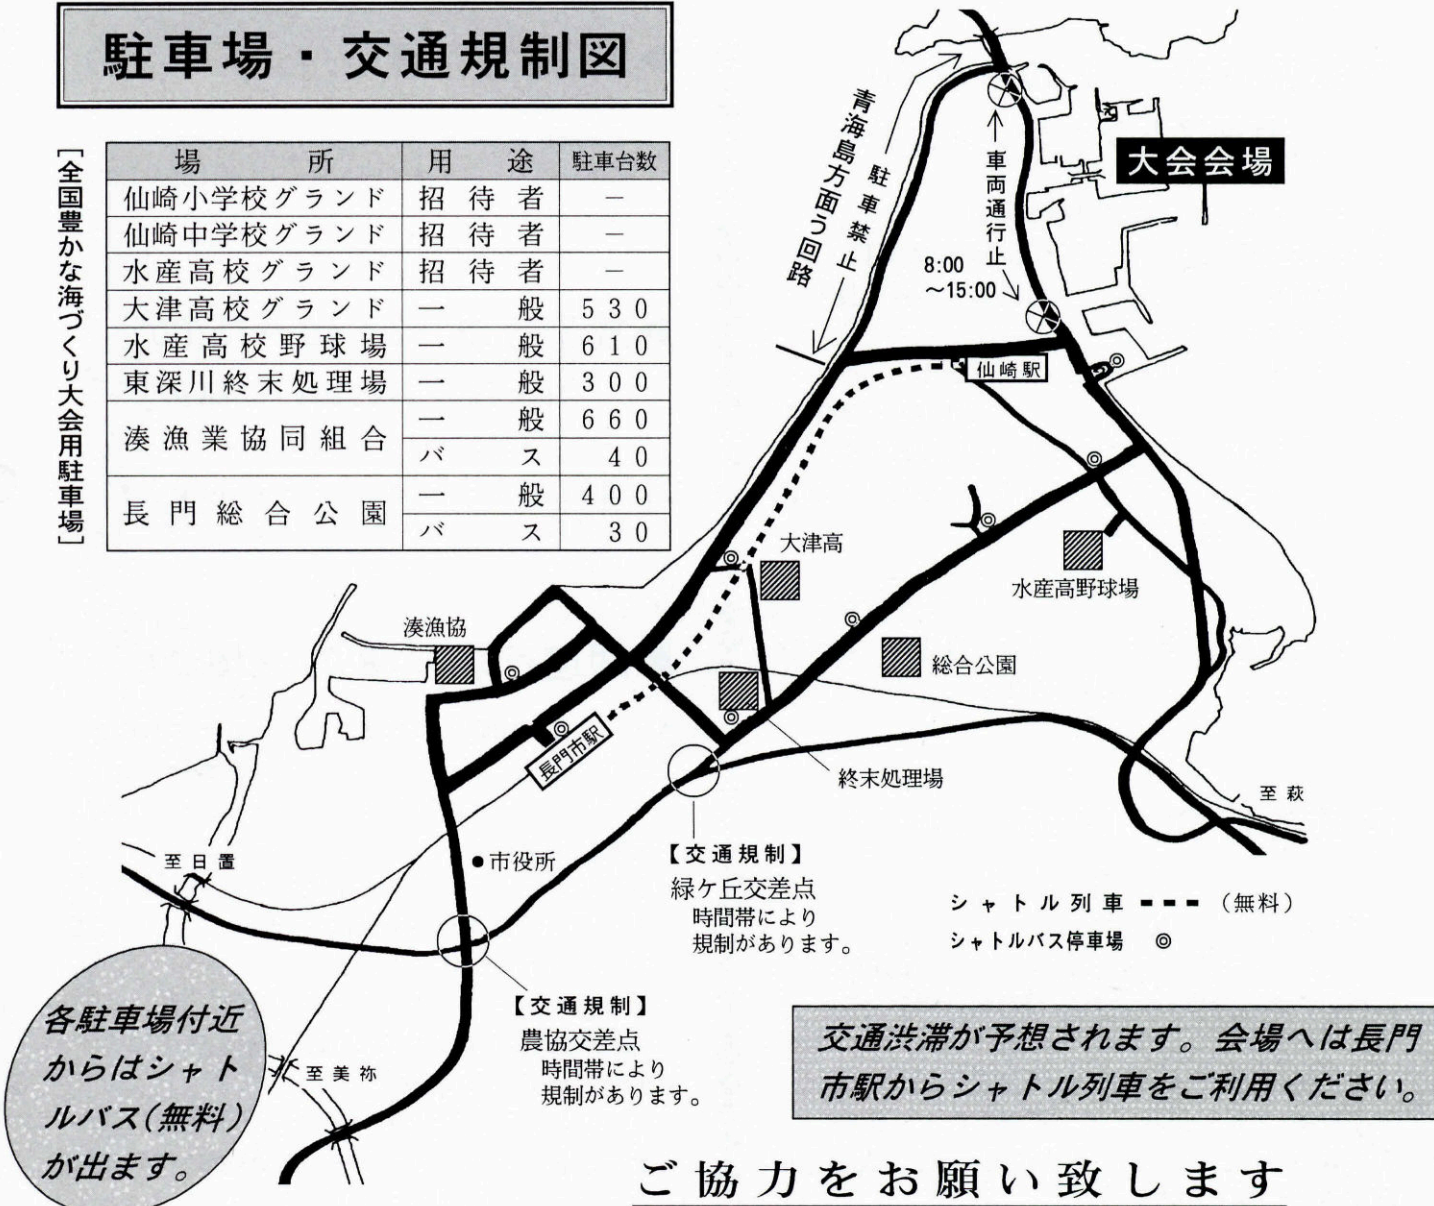 駐車場・交通規制図
[全国豊かな海づくり大会用駐車場]
場所 用途 駐車台数
仙崎小学校グランド 招待者 ―
仙崎中学校グランド 招待者 ―
水産高校グランド 招待者 ―
大津高校グランド 一般 530
水産高校野球場 一般 610
東深川終末処理場 一般 300
湊漁業協同組合 一般 660
バス 40
長門総合公園 一般 400
バス 30
青海島方面う回路
駐車禁止
車両通行止
8:00
～15:00
大会会場
仙崎駅
大津高
水産高野球場
湊漁協
総合公園
長門市駅
終末処理場
至萩
至日置
市役所
【交通規制】
緑ケ丘交差点
時間帯により
規制があります。
シャトル列車 ━━━ (無料)
シャトルバス停車場 ◎
【交通規制】
農協交差点
時間帯により
規制があります。
至美祢
各駐車場付近
からはシャト
ルバス(無料)
が出ます。
交通渋滞が予想されます。会場へは長門
市駅からシャトル列車をご利用ください。
ご協力をお願い致します